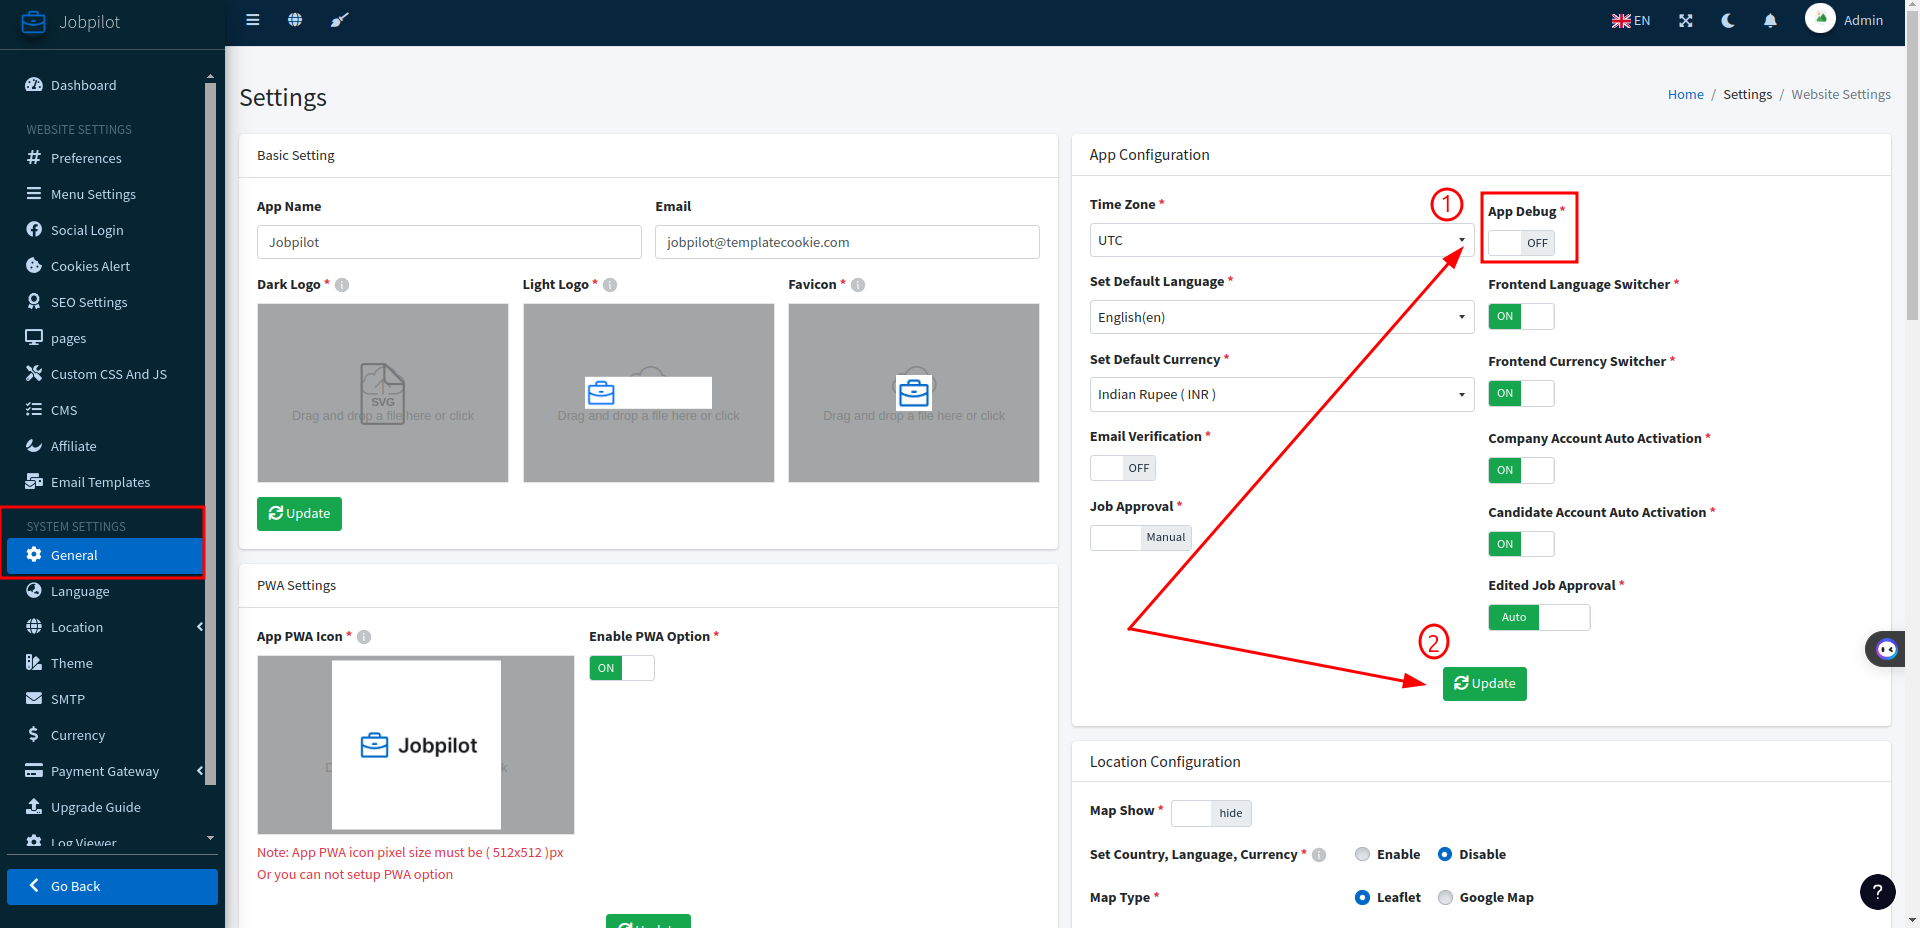 Jobpilot
EN
Admin
Dashboard
WEBSITE SETTINGS
Preferences
Menu Settings
Social Login
Cookies Alert
SEO Settings
pages
Custom CSS And JS
CMS
Affiliate
Email Templates
SYSTEM SETTINGS
General
Language
Location
Theme
SMTP
Currency
Payment Gateway
Upgrade Guide
Log Viewer
Go Back
Settings
Home / Settings / Website Settings
Basic Setting
App Name
Email
Jobpilot
jobpilot@templatecookie.com
Dark Logo *
Light Logo *
Favicon *
SVG
Drag and drop a file here or click
Drag and drop a file here or click
Drag and drop a file here or click
Update
PWA Settings
App PWA Icon *
Enable PWA Option *
ON
Jobpilot
Note: App PWA icon pixel size must be ( 512x512 )px
Or you can not setup PWA option
Update
App Configuration
Time Zone *
1
App Debug *
UTC
OFF
Set Default Language *
Frontend Language Switcher *
English(en)
ON
Set Default Currency *
Frontend Currency Switcher *
Indian Rupee ( INR )
ON
Email Verification *
Company Account Auto Activation *
OFF
ON
Job Approval *
Candidate Account Auto Activation *
Manual
ON
Edited Job Approval *
Auto
2
Update
Location Configuration
Map Show *
hide
Set Country, Language, Currency *
Enable
Disable
Map Type *
Leaflet
Google Map
?